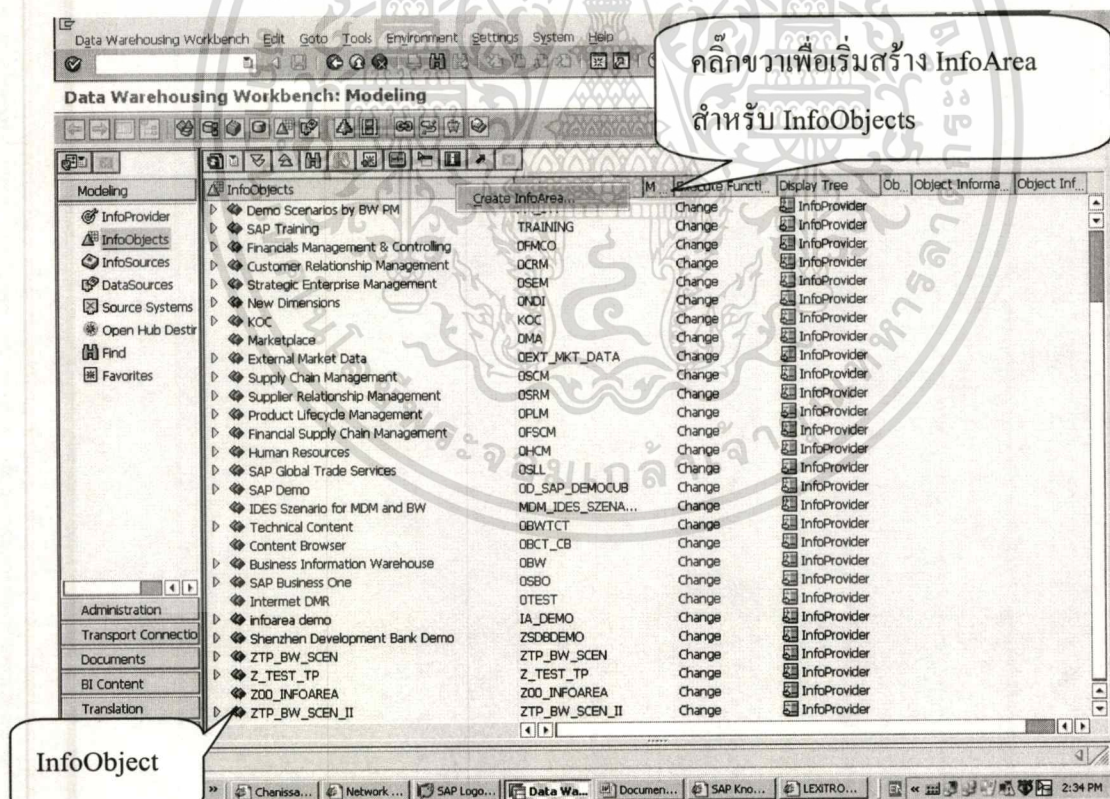 Data Warehousing Workbench Edit Goto Tools Environment Settings System Help
คลิ๊กขวาเพื่อเริ่มสร้าง InfoArea
สำหรับ InfoObjects
Data Warehousing Workbench: Modeling
Modeling
InfoProvider
InfoObjects
InfoSources
DataSources
Source Systems
Open Hub Destir
Find
Favorites
Administration
Transport Connectio
Documents
BI Content
Translation
InfoObjects M Execute Functi... Display Tree Ob... Object Informa... Object Inf...
Create InfoArea...
Demo Scenarios by BW PM Change InfoProvider
SAP Training TRAINING Change InfoProvider
Financials Management & Controlling 0FMCO Change InfoProvider
Customer Relationship Management 0CRM Change InfoProvider
Strategic Enterprise Management 0SEM Change InfoProvider
New Dimensions 0NDI Change InfoProvider
KOC KOC Change InfoProvider
Marketplace 0MA Change InfoProvider
External Market Data 0EXT_MKT_DATA Change InfoProvider
Supply Chain Management 0SCM Change InfoProvider
Supplier Relationship Management 0SRM Change InfoProvider
Product Lifecycle Management 0PLM Change InfoProvider
Financial Supply Chain Management 0FSCM Change InfoProvider
Human Resources 0HCM Change InfoProvider
SAP Global Trade Services 0SLL Change InfoProvider
SAP Demo 0D_SAP_DEMOCUB Change InfoProvider
IDES Szenario for MDM and BW MDM_IDES_SZENA... Change InfoProvider
Technical Content 0BWTCT Change InfoProvider
Content Browser 0BCT_CB Change InfoProvider
Business Information Warehouse 0BW Change InfoProvider
SAP Business One 0SBO Change InfoProvider
Internet DMR 0TEST Change InfoProvider
infoarea demo IA_DEMO Change InfoProvider
Shenzhen Development Bank Demo ZSDBDEMO Change InfoProvider
ZTP_BW_SCEN ZTP_BW_SCEN Change InfoProvider
Z_TEST_TP Z_TEST_TP Change InfoProvider
Z00_INFOAREA Z00_INFOAREA Change InfoProvider
ZTP_BW_SCEN_II ZTP_BW_SCEN_II Change InfoProvider
InfoObject
Chanissa... Network ... SAP Logo... Data Wa... Documen... SAP Kno... LEXITRO... 2:34 PM